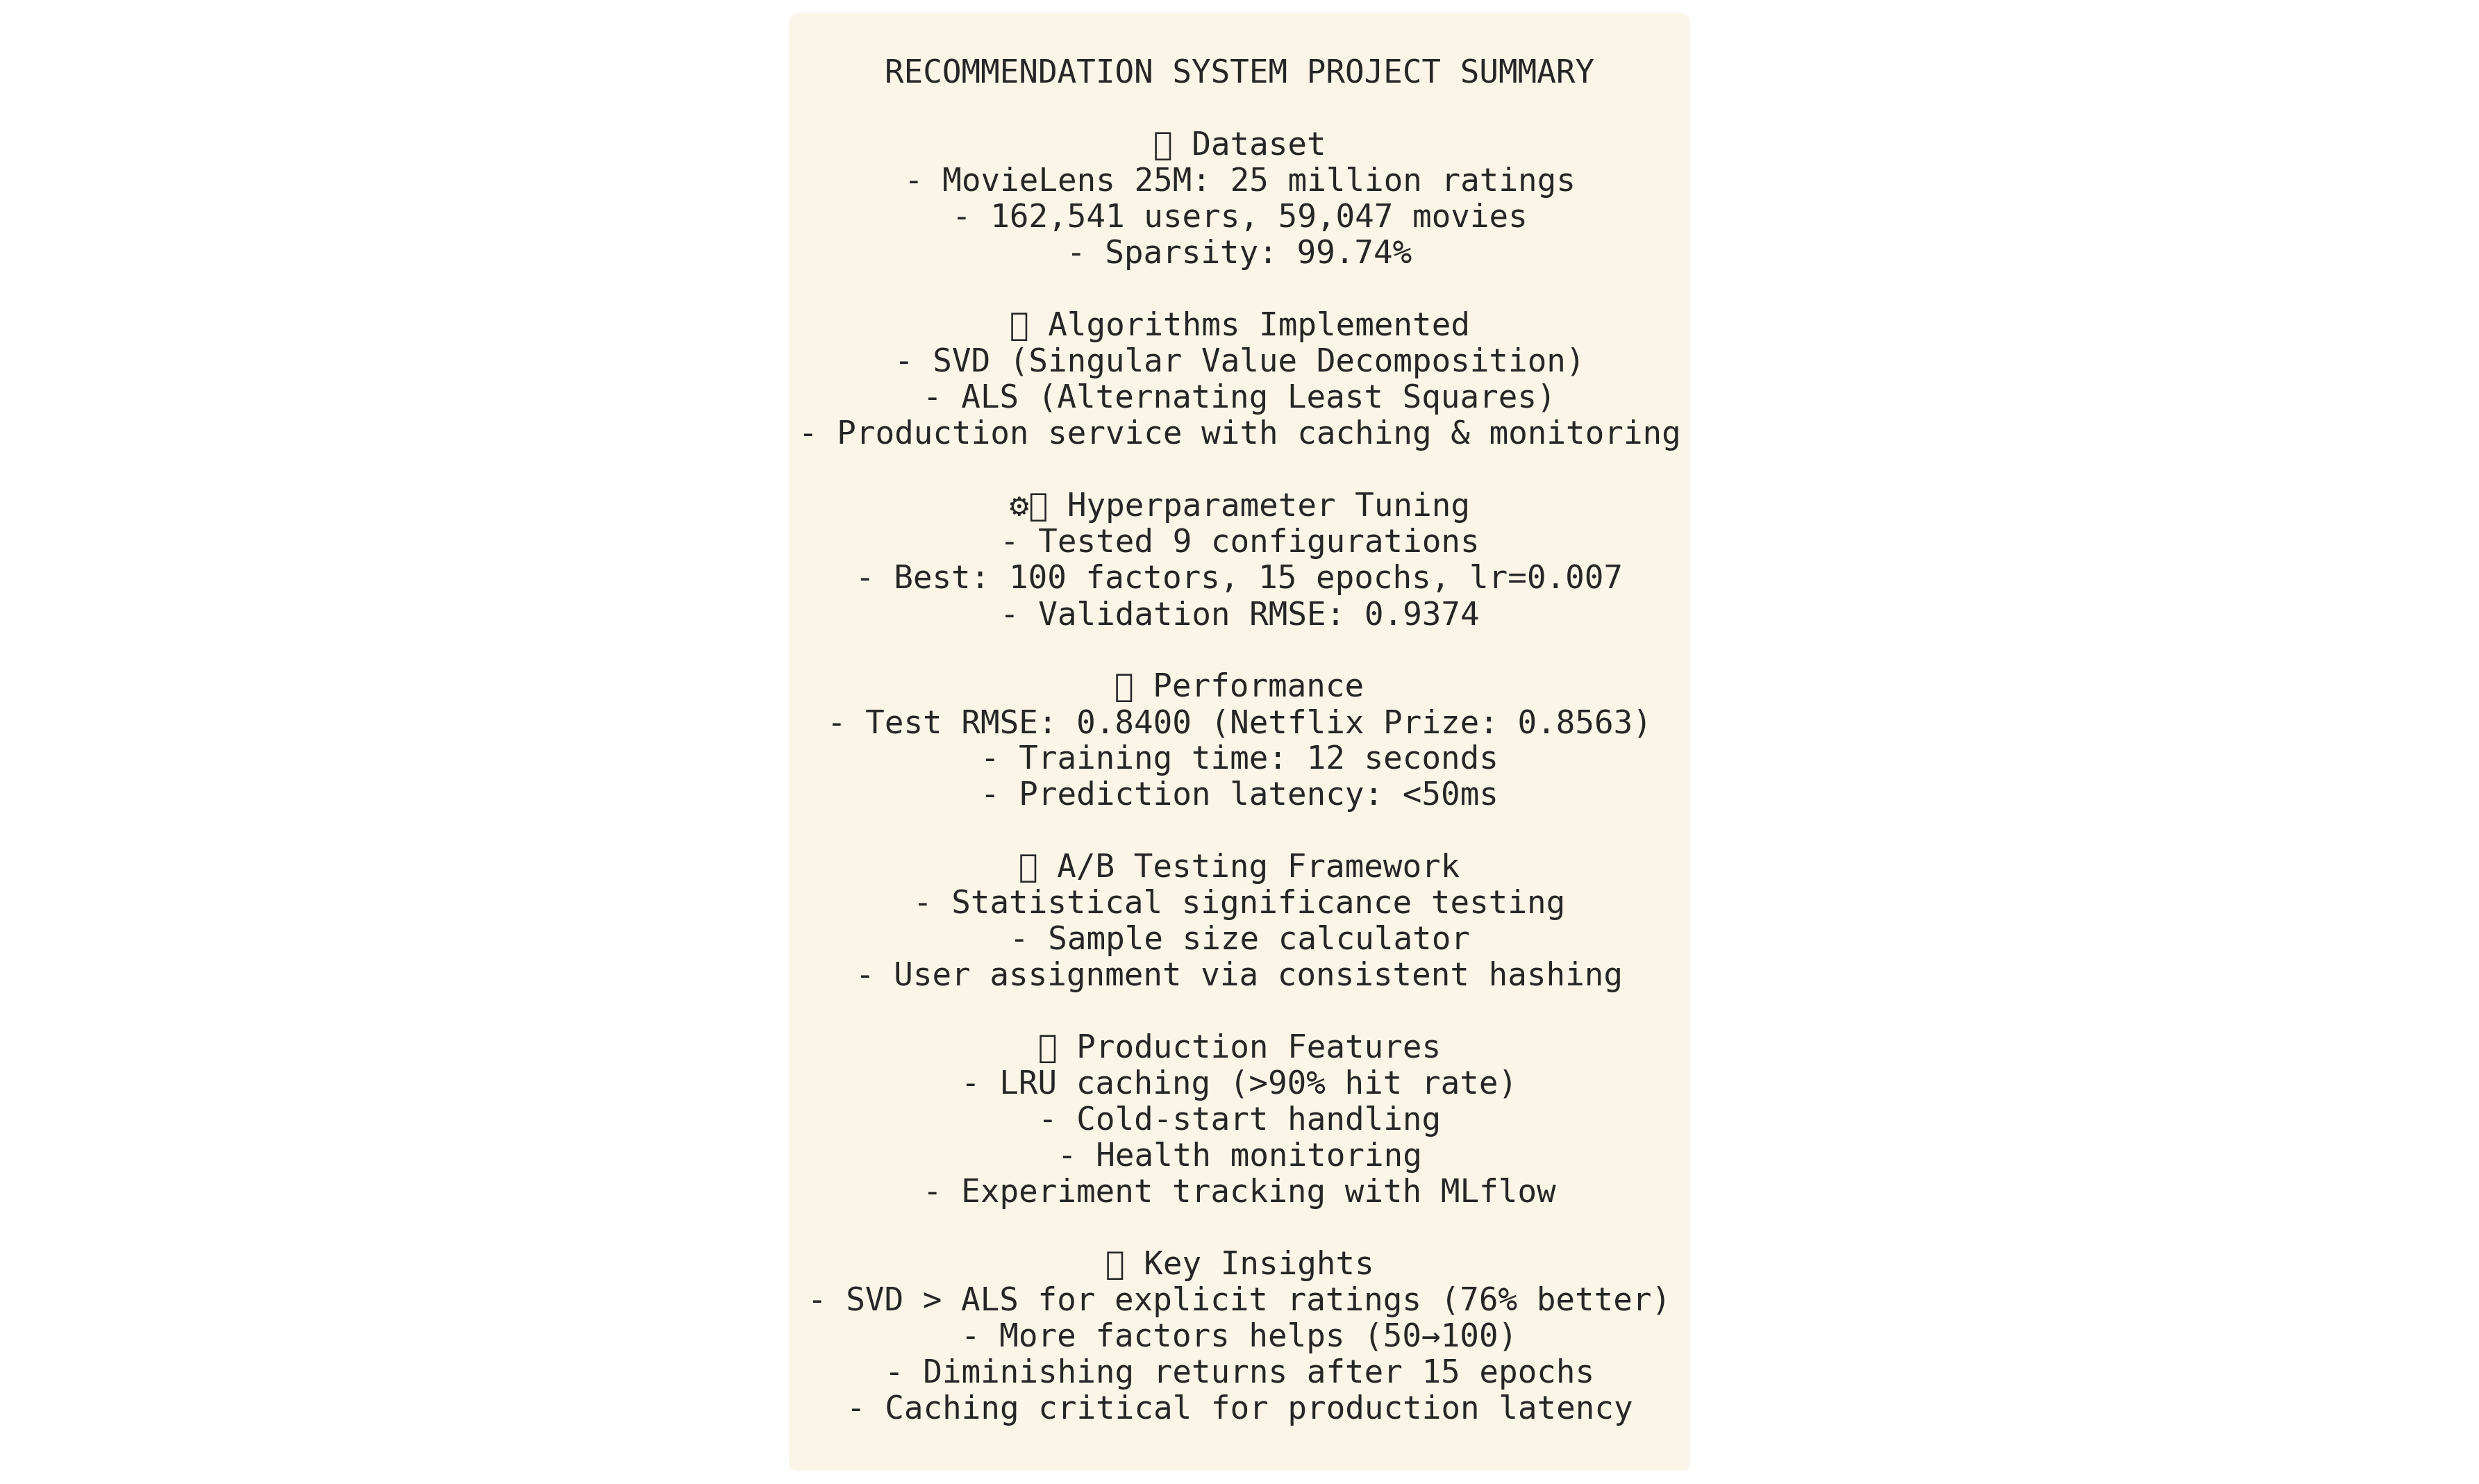 RECOMMENDATION SYSTEM PROJECT SUMMARY
Dataset
- MovieLens 25M: 25 million ratings
- 162,541 users, 59,047 movies
- Sparsity: 99.74%
Algorithms Implemented
- SVD (Singular Value Decomposition)
- ALS (Alternating Least Squares)
- Production service with caching & monitoring
⚙ Hyperparameter Tuning
- Tested 9 configurations
- Best: 100 factors, 15 epochs, lr=0.007
- Validation RMSE: 0.9374
Performance
- Test RMSE: 0.8400 (Netflix Prize: 0.8563)
- Training time: 12 seconds
- Prediction latency: <50ms
A/B Testing Framework
- Statistical significance testing
- Sample size calculator
- User assignment via consistent hashing
Production Features
- LRU caching (>90% hit rate)
- Cold-start handling
- Health monitoring
- Experiment tracking with MLflow
Key Insights
- SVD > ALS for explicit ratings (76% better)
- More factors helps (50→100)
- Diminishing returns after 15 epochs
- Caching critical for production latency